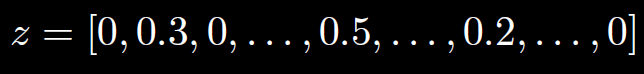 z = [0, 0.3, 0, . . . , 0.5, . . . , 0.2, . . . , 0]